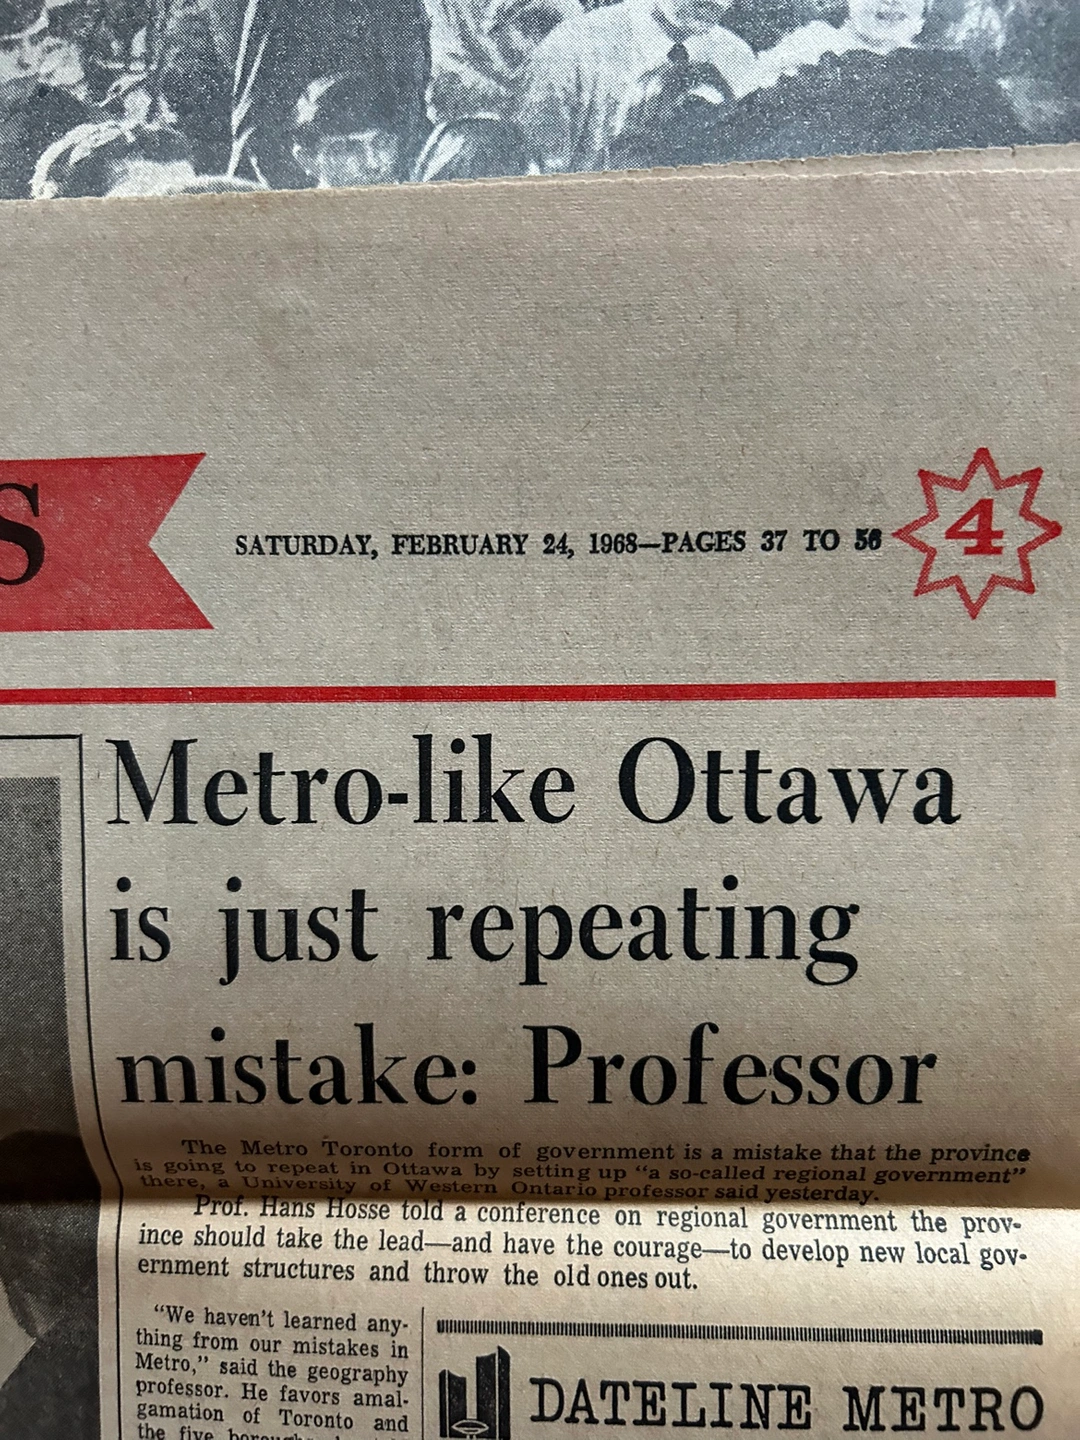 S
SATURDAY, FEBRUARY 24, 1968—PAGES 37 TO 56
4
Metro-like Ottawa
is just repeating
mistake: Professor
The Metro Toronto form of government is a mistake that the province
is going to repeat in Ottawa by setting up “a so-called regional government”
there, a University of Western Ontario professor said yesterday.
Prof. Hans Hosse told a conference on regional government the prov-
ince should take the lead—and have the courage—to develop new local gov-
ernment structures and throw the old ones out.
“We haven't learned any-
thing from our mistakes in
Metro,” said the geography
professor. He favors amal-
gamation of Toronto and
the five
DATELINE METRO